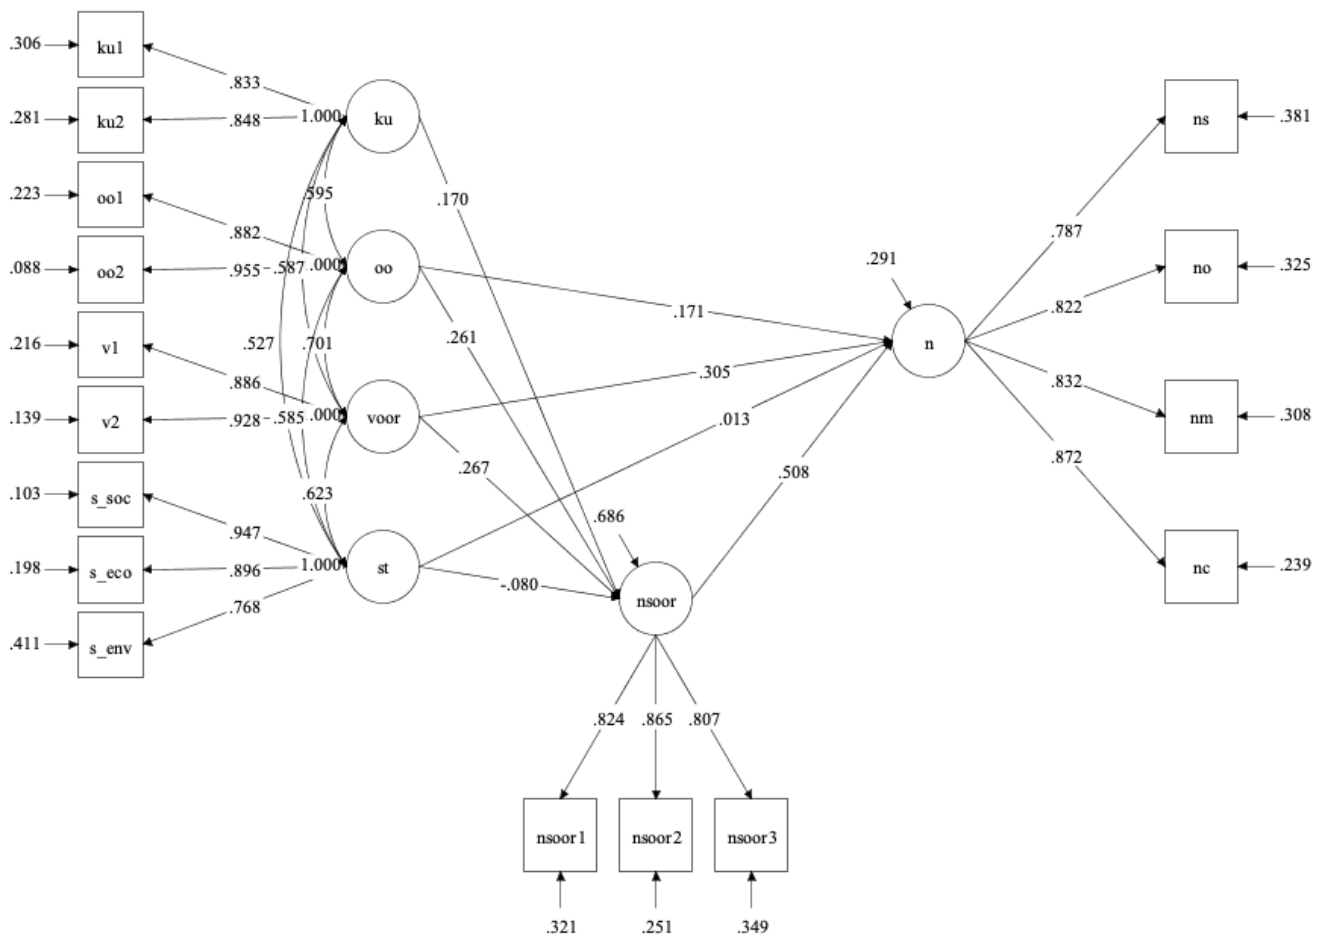 .306
ku1
.833
.281
ku2
.848
1.000
ku
.223
oo1
.882
.595
.170
.088
oo2
.955
.587
.000
oo
.216
v1
.886
.527
.701
.261
.171
.139
v2
.928
.585
.000
voor
.305
.013
.103
s_soc
.947
.623
.267
.508
.198
s_eco
.896
1.000
st
-.080
.768
.411
s_env
.686
nsoor
.291
n
.787
ns
.381
.822
no
.325
.832
nm
.308
.872
nc
.239
.824
.865
.807
nsoor1
nsoor2
nsoor3
.321
.251
.349